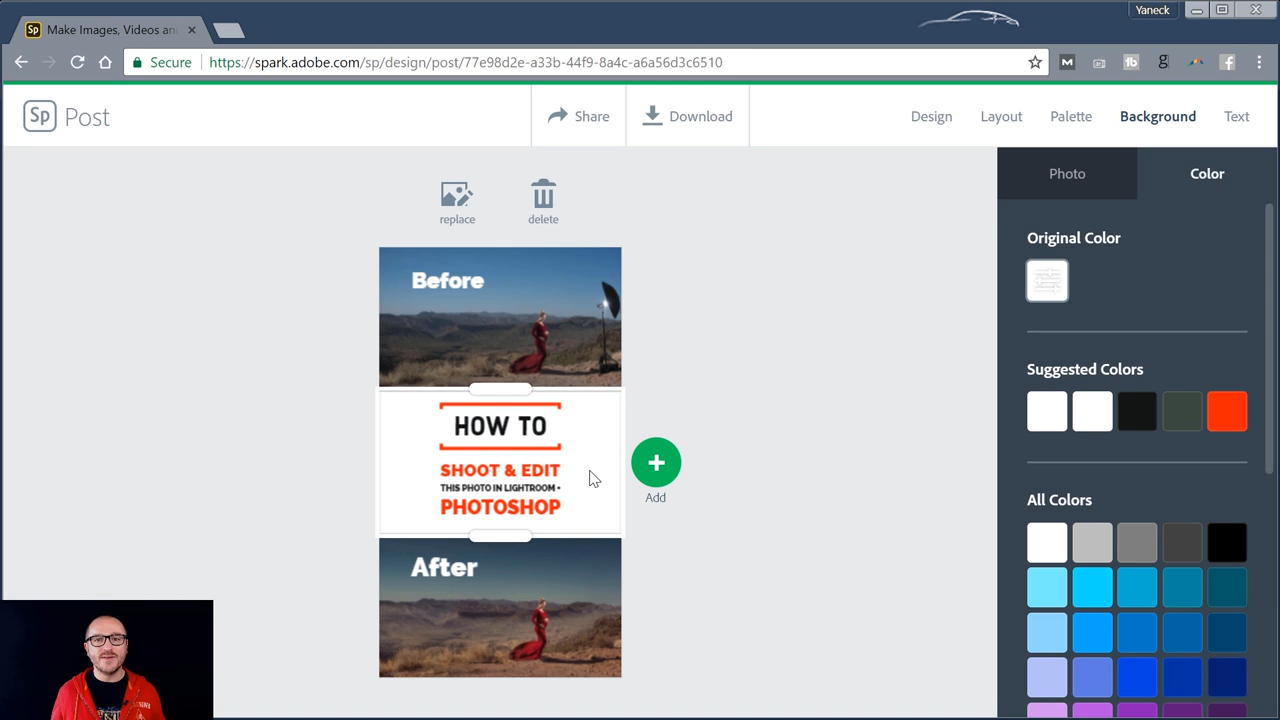 Yaneck
Sp Make Images, Videos an
Secure https://spark.adobe.com/sp/design/post/77e98d2e-a33b-44f9-8a4c-a6a56d3c6510
M 1b g f
Sp Post Share Download Design Layout Palette Background Text
replace delete
Photo Color
Original Color
Before
Suggested Colors
HOW TO
SHOOT & EDIT
THIS PHOTO IN LIGHTROOM +
PHOTOSHOP
Add
All Colors
After